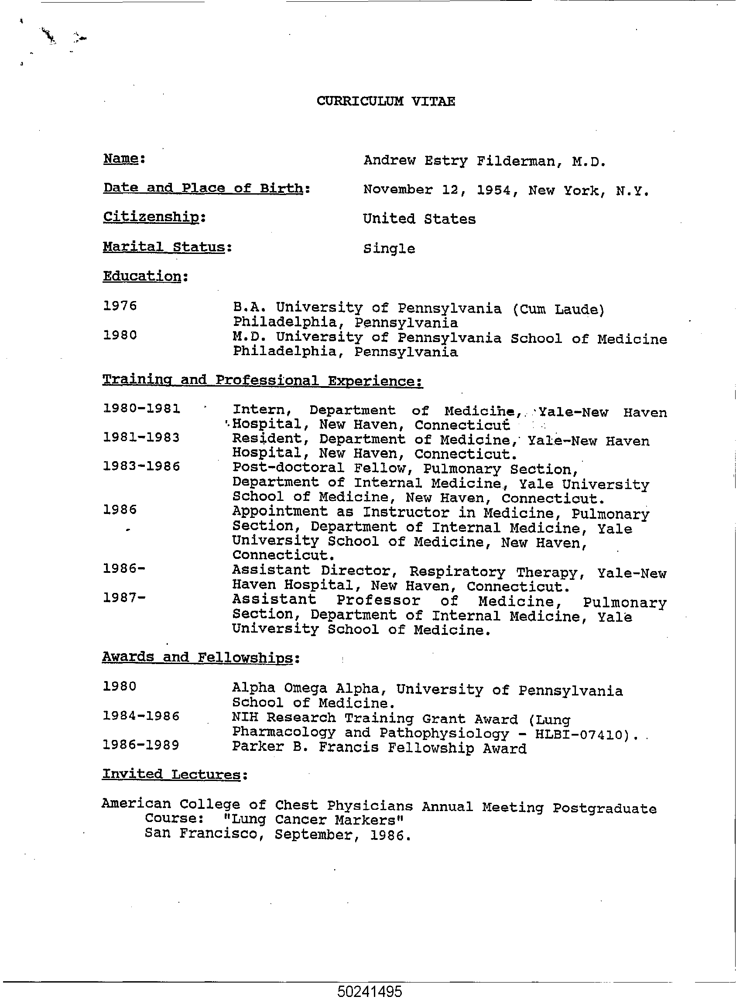 CURRICULUM VITAE
Name: Andrew Estry Filderman, M.D.
Date and Place of Birth: November 12, 1954, New York, N.Y.
Citizenship: United States
Marital Status: Single
Education:
1976 B.A. University of Pennsylvania (Cum Laude)
Philadelphia, Pennsylvania
1980 M.D. University of Pennsylvania School of Medicine
Philadelphia, Pennsylvania
Training and Professional Experience:
1980-1981 Intern, Department of Medicine, Yale-New Haven
Hospital, New Haven, Connecticut
1981-1983 Resident, Department of Medicine, Yale-New Haven
Hospital, New Haven, Connecticut.
1983-1986 Post-doctoral Fellow, Pulmonary Section,
Department of Internal Medicine, Yale University
School of Medicine, New Haven, Connecticut.
1986 Appointment as Instructor in Medicine, Pulmonary
Section, Department of Internal Medicine, Yale
University School of Medicine, New Haven,
Connecticut.
1986- Assistant Director, Respiratory Therapy, Yale-New
Haven Hospital, New Haven, Connecticut.
1987- Assistant Professor of Medicine, Pulmonary
Section, Department of Internal Medicine, Yale
University School of Medicine.
Awards and Fellowships:
1980 Alpha Omega Alpha, University of Pennsylvania
School of Medicine.
1984-1986 NIH Research Training Grant Award (Lung
Pharmacology and Pathophysiology - HLBI-07410).
1986-1989 Parker B. Francis Fellowship Award
Invited Lectures:
American College of Chest Physicians Annual Meeting Postgraduate
Course: "Lung Cancer Markers"
San Francisco, September, 1986.
50241495